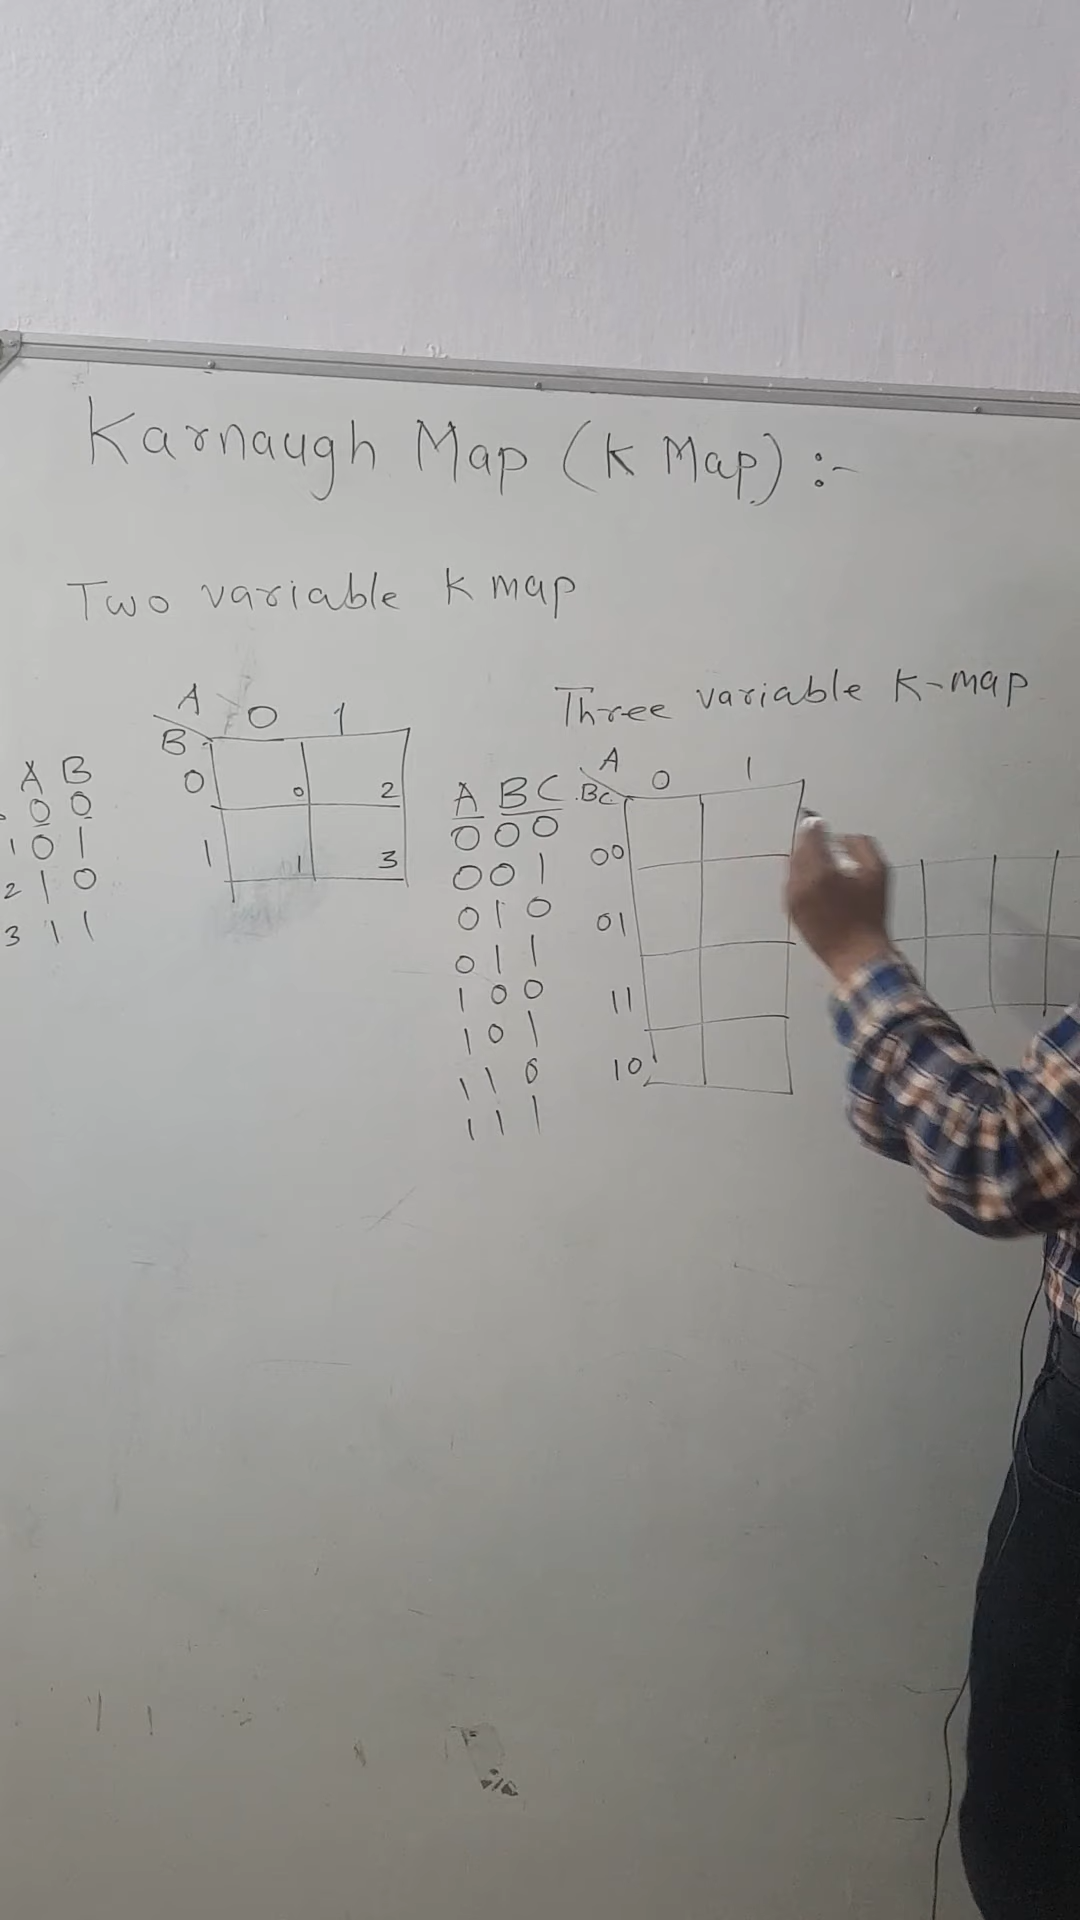 Karnaugh Map (K Map) :-
Two variable K map
A 0 1
B
0 0 2
1 1 3
A B
0 0
1 0 1
2 1 0
3 1 1
Three variable K-map
A 0 1
BC
00
01
11
10
A B C
0 0 0
0 0 1
0 1 0
0 1 1
1 0 0
1 0 1
1 1 0
1 1 1